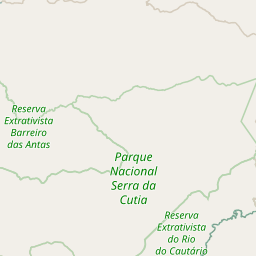 Reserva
Extrativista
Barreiro
das Antas
Parque
Nacional
Serra da
Cutia
Reserva
Extrativista
do Rio
do Cautário